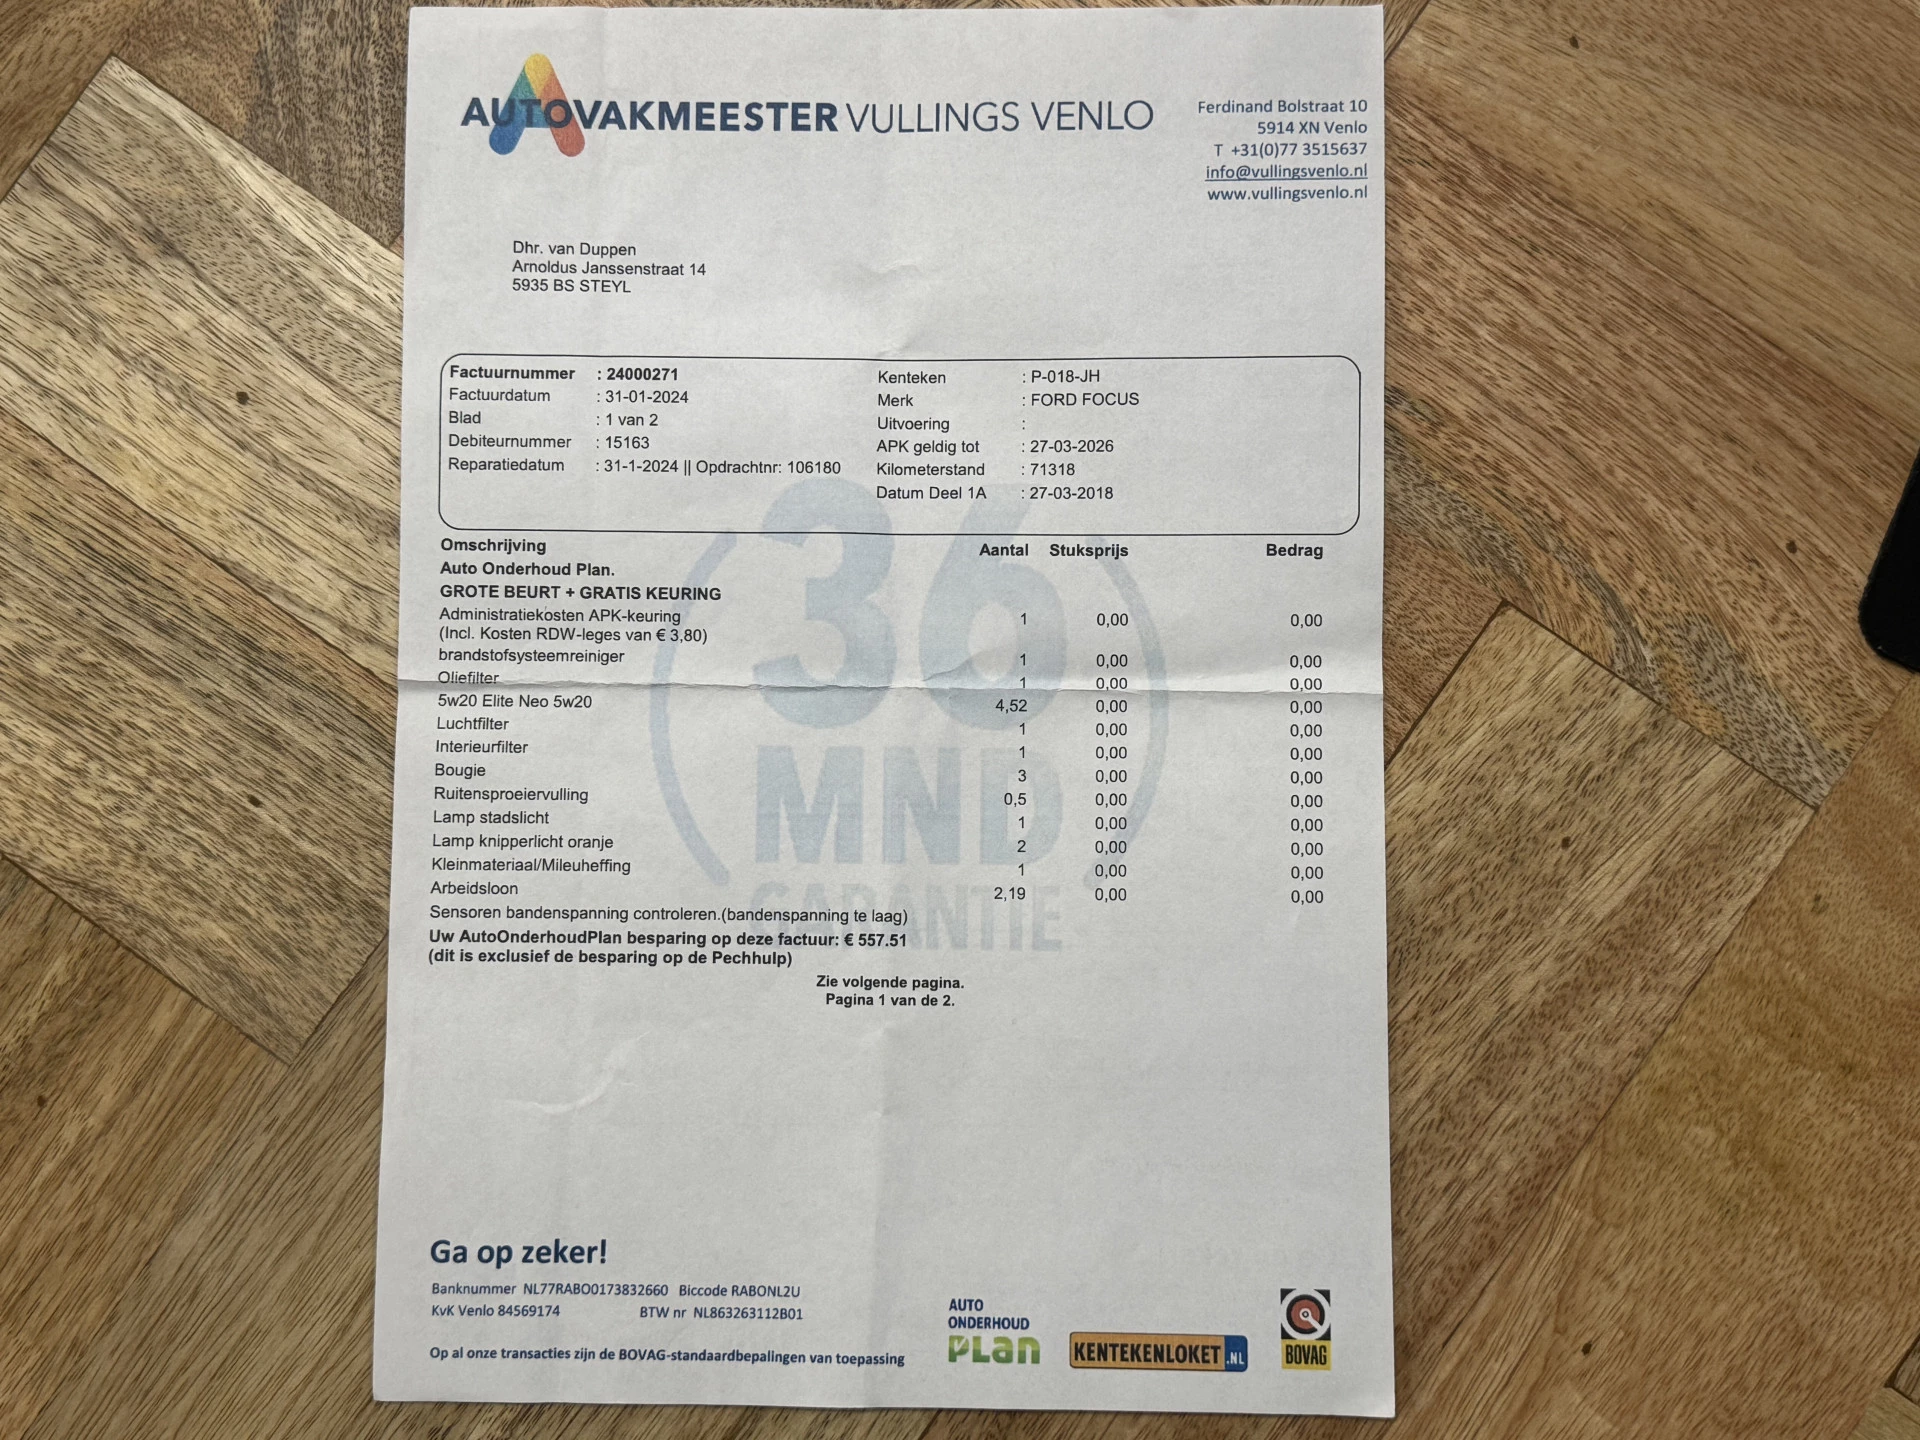 AUTOVAKMEESTER VULLINGS VENLO
Ferdinand Bolstraat 10
5914 XN Venlo
T +31(0)77 3515637
info@vullingsvenlo.nl
www.vullingsvenlo.nl
Dhr. van Duppen
Arnoldus Janssenstraat 14
5935 BS STEYL
Factuurnummer : 24000271
Factuurdatum : 31-01-2024
Blad : 1 van 2
Debiteurnummer : 15163
Reparatiedatum : 31-1-2024 || Opdrachtnr: 106180
Kenteken : P-018-JH
Merk : FORD FOCUS
Uitvoering :
APK geldig tot : 27-03-2026
Kilometerstand : 71318
Datum Deel 1A : 27-03-2018
Omschrijving Aantal Stuksprijs Bedrag
Auto Onderhoud Plan.
GROTE BEURT + GRATIS KEURING
Administratiekosten APK-keuring 1 0,00 0,00
(Incl. Kosten RDW-leges van € 3,80)
brandstofsysteemreiniger 1 0,00 0,00
Oliefilter 1 0,00 0,00
5w20 Elite Neo 5w20 4,52 0,00 0,00
Luchtfilter 1 0,00 0,00
Interieurfilter 1 0,00 0,00
Bougie 3 0,00 0,00
Ruitensproeiervulling 0,5 0,00 0,00
Lamp stadslicht 1 0,00 0,00
Lamp knipperlicht oranje 2 0,00 0,00
Kleinmateriaal/Mileuheffing 1 0,00 0,00
Arbeidsloon 2,19 0,00 0,00
Sensoren bandenspanning controleren.(bandenspanning te laag)
Uw AutoOnderhoudPlan besparing op deze factuur: € 557.51
(dit is exclusief de besparing op de Pechhulp)
Zie volgende pagina.
Pagina 1 van de 2.
36
MND
GARANTIE
Ga op zeker!
Banknummer NL77RABO0173832660 Biccode RABONL2U
KvK Venlo 84569174 BTW nr NL863263112B01
Op al onze transacties zijn de BOVAG-standaardbepalingen van toepassing
AUTO
ONDERHOUD
PLAN
KENTEKENLOKET.NL
BOVAG